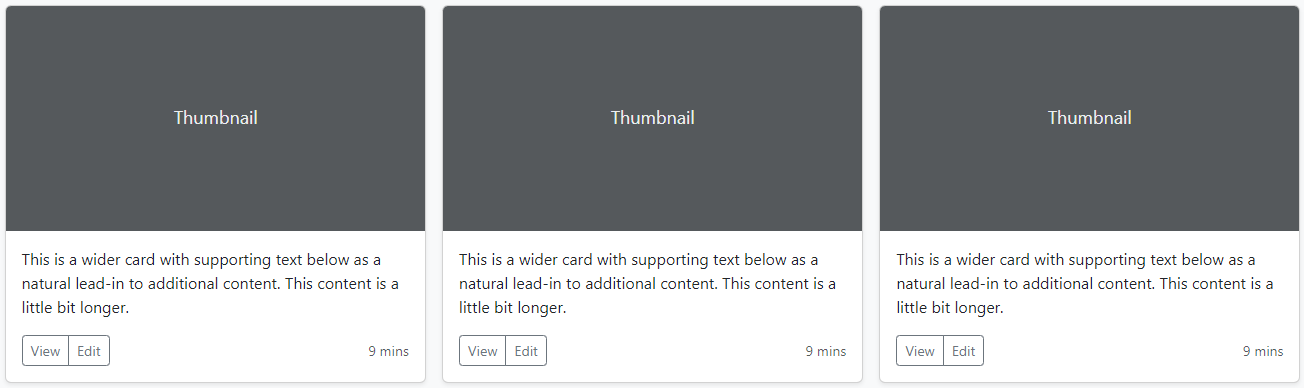 Thumbnail
This is a wider card with supporting text below as a
natural lead-in to additional content. This content is a
little bit longer.
View Edit 9 mins
Thumbnail
This is a wider card with supporting text below as a
natural lead-in to additional content. This content is a
little bit longer.
View Edit 9 mins
Thumbnail
This is a wider card with supporting text below as a
natural lead-in to additional content. This content is a
little bit longer.
View Edit 9 mins